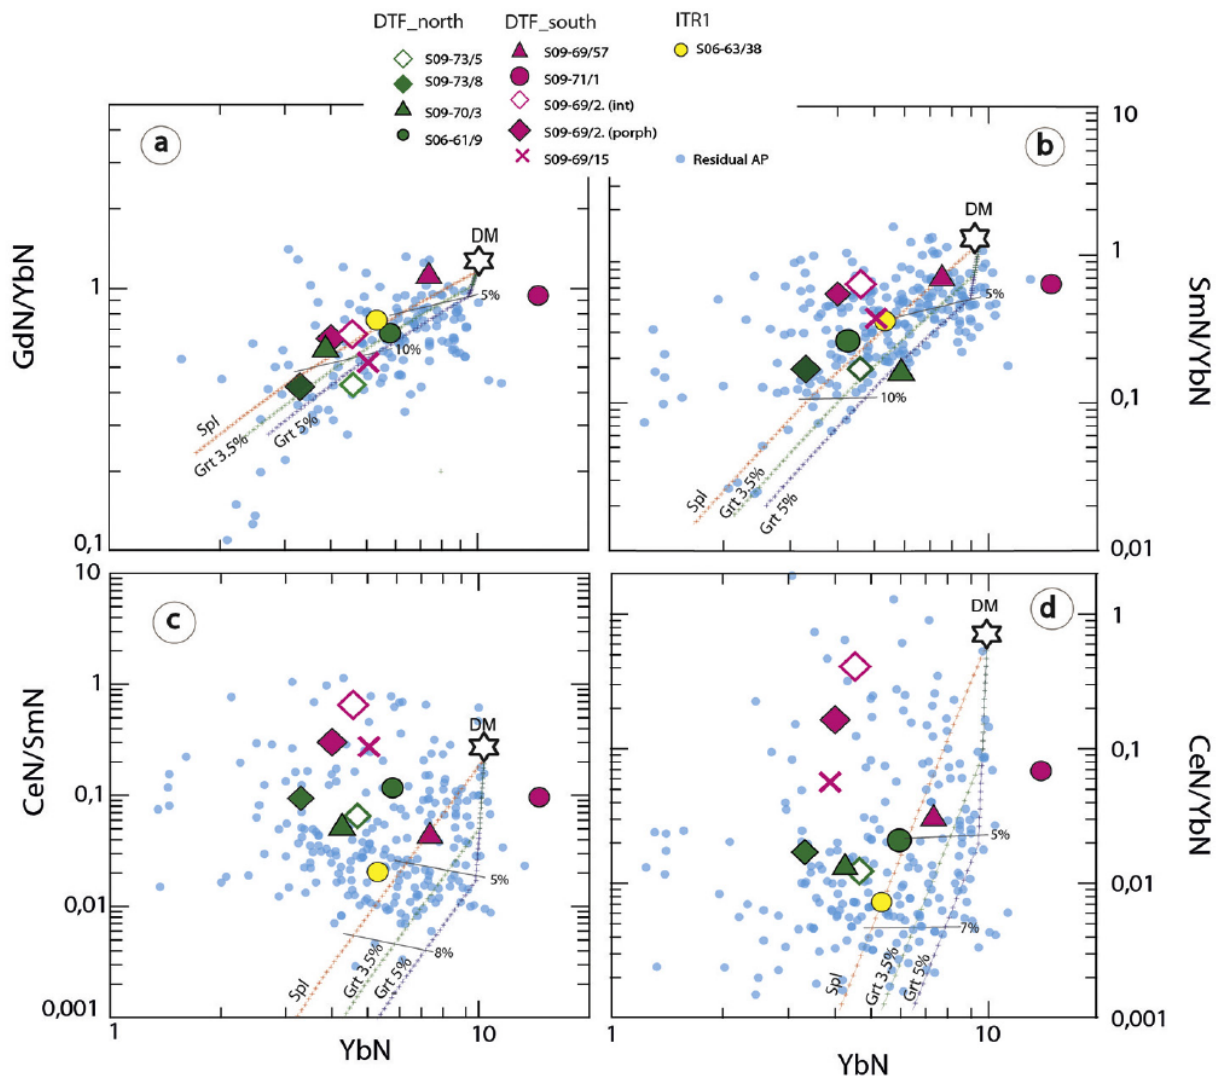 DTF_north DTF_south ITR1
S09-73/5 S09-69/57 S06-63/38
S09-73/8 S09-71/1
S09-70/3 S09-69/2. (int)
S06-61/9 S09-69/2. (porph)
S09-69/15 Residual AP
a
GdN/YbN
1
0,1
DM
5%
10%
Spl
Grt 3.5%
Grt 5%
b
SmN/YbN
10
1
0,1
0,01
DM
5%
10%
Spl
Grt 3.5%
Grt 5%
c
CeN/SmN
10
1
0,1
0,01
0,001
DM
5%
8%
Spl
Grt 3.5%
Grt 5%
1 10
YbN
d
CeN/YbN
1
0,1
0,01
0,001
DM
5%
7%
Spl
Grt 3.5%
Grt 5%
1 10
YbN